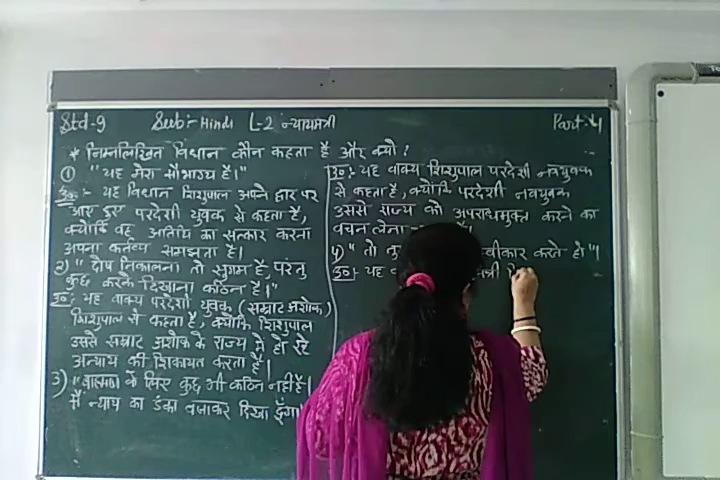 Std-9 Sub:- Hindi L-2 न्यायमंत्री Part-4
* निम्नलिखित विधान कौन कहता है और क्यों ?
① "यह मेरा सौभाग्य है।"
उ०:- यह विधान शिशुपाल अपने द्वार पर
आए हुए परदेशी युवक से कहता है,
क्योंकि वह अतिथि का सत्कार करना
अपना कर्तव्य समझता है।
2) "दोष निकालना तो सुगम है, परंतु
कुछ करके दिखाना कठिन है।"
उ०:- यह वाक्य परदेशी युवक (सम्राट अशोक)
शिशुपाल से कहता है, क्योंकि शिशुपाल
उससे सम्राट अशोक के राज्य में हो रहे
अन्याय की शिकायत करता है।
3) "ब्राह्मण के लिए कुछ भी कठिन नहीं है।
मैं न्याय का डंका बजाकर दिखा दूँगा
उ०:- यह वाक्य शिशुपाल परदेशी नवयुवक
से कहता है, क्योंकि परदेशी नवयुवक
उससे राज्य को अपराधमुक्त करने का
वचन लेता
4) " तो स्वीकार करते हो"।
उ०:- यह